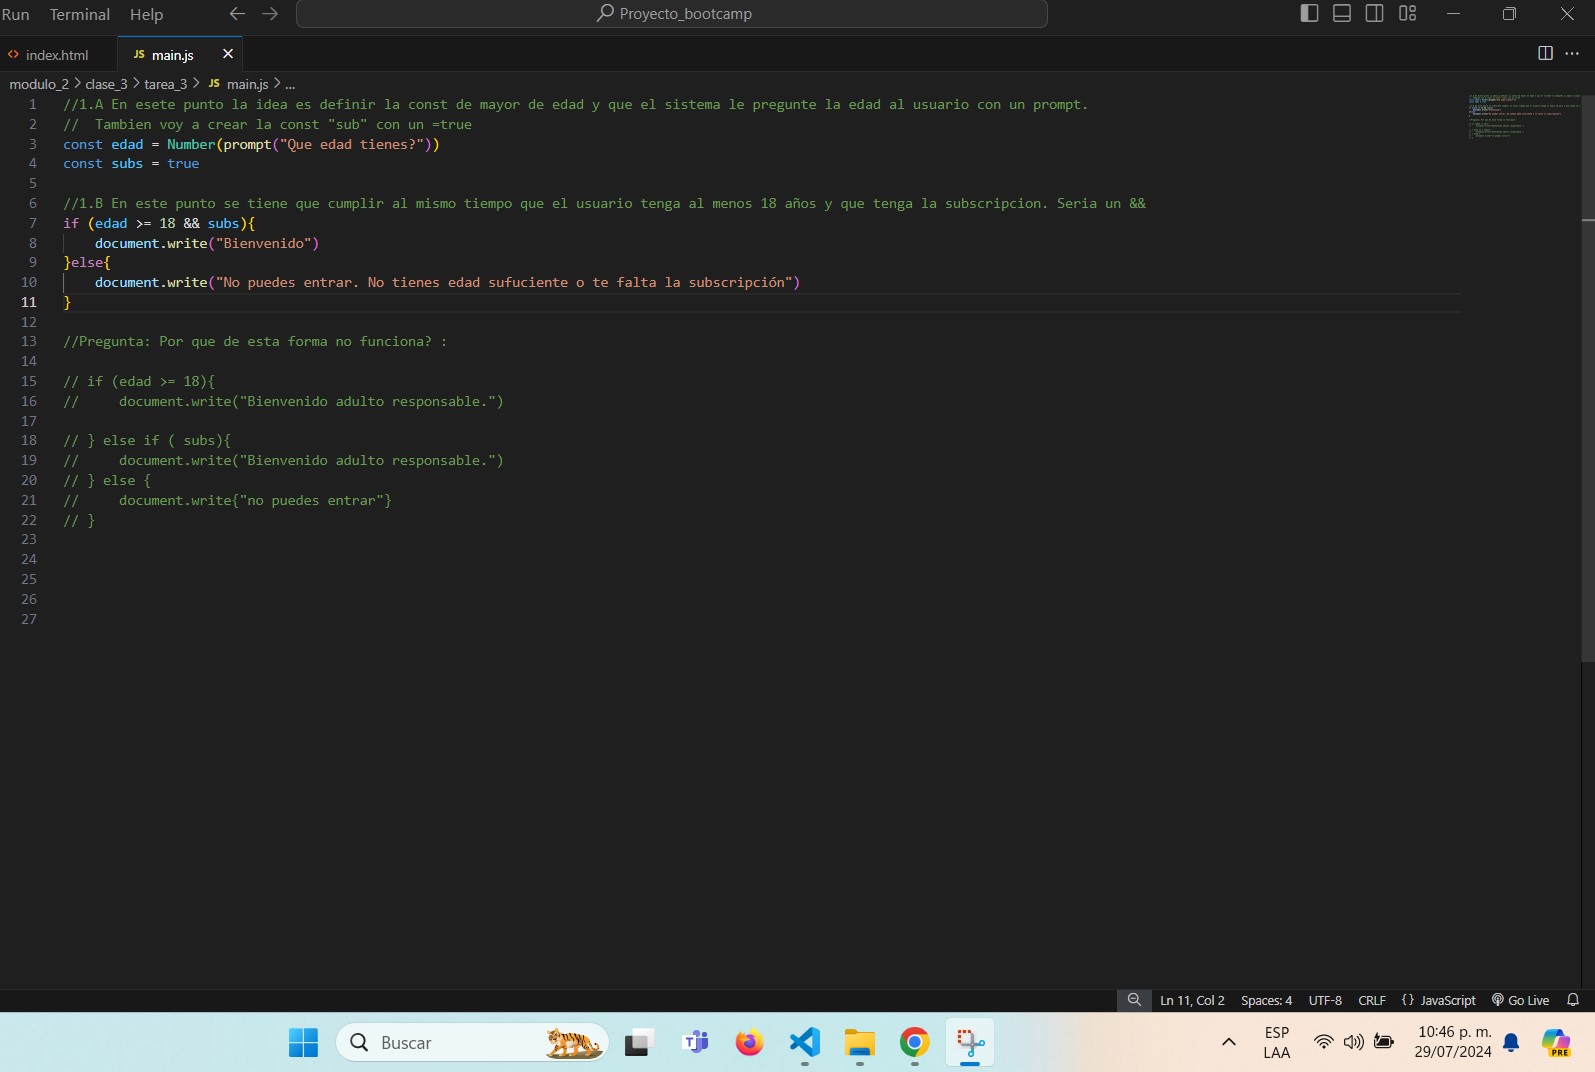 Run Terminal Help Proyecto_bootcamp
index.html JS main.js
modulo_2 > clase_3 > tarea_3 > JS main.js > ...
1 //1.A En esete punto la idea es definir la const de mayor de edad y que el sistema le pregunte la edad al usuario con un prompt.
2 //  Tambien voy a crear la const "sub" con un =true
3 const edad = Number(prompt("Que edad tienes?"))
4 const subs = true
5
6 //1.B En este punto se tiene que cumplir al mismo tiempo que el usuario tenga al menos 18 años y que tenga la subscripcion. Seria un &&
7 if (edad >= 18 && subs){
8     document.write("Bienvenido")
9 }else{
10     document.write("No puedes entrar. No tienes edad sufuciente o te falta la subscripción")
11 }
12
13 //Pregunta: Por que de esta forma no funciona? :
14
15 // if (edad >= 18){
16 //     document.write("Bienvenido adulto responsable.")
17
18 // } else if ( subs){
19 //     document.write("Bienvenido adulto responsable.")
20 // } else {
21 //     document.write{"no puedes entrar"}
22 // }
23
24
25
26
27
Ln 11, Col 2 Spaces: 4 UTF-8 CRLF {} JavaScript Go Live
Buscar
ESP
LAA
10:46 p. m.
29/07/2024
PRE